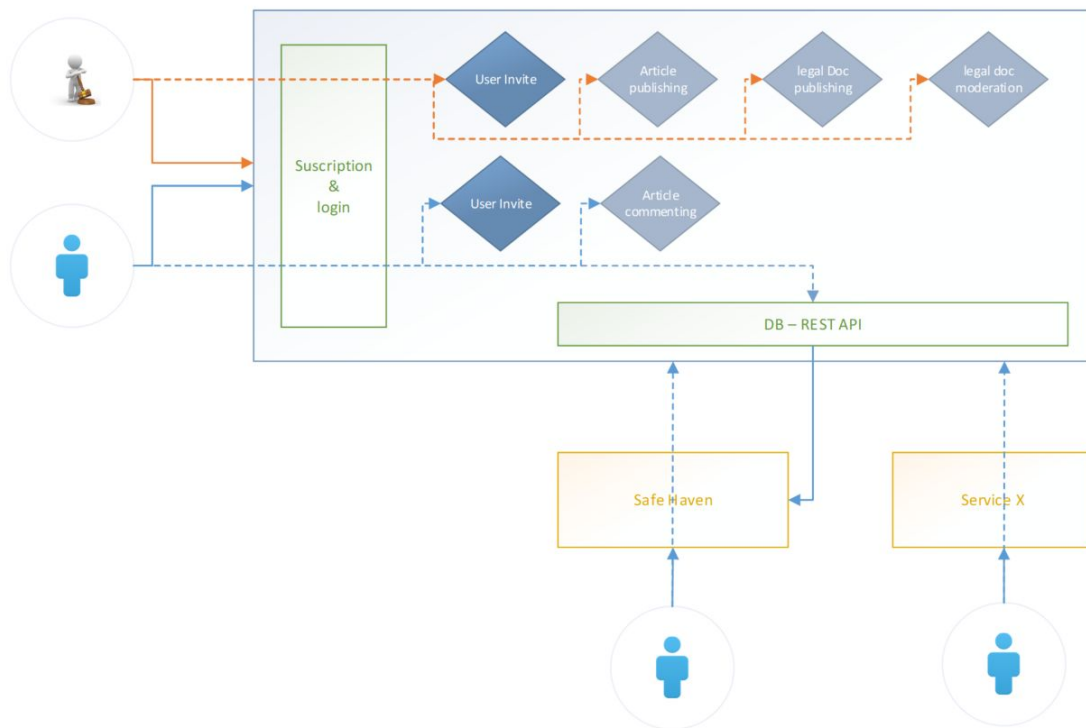 User Invite
Article
publishing
legal Doc
publishing
legal doc
moderation
Suscription
&
login
User Invite
Article
commenting
DB – REST API
Safe Haven
Service X